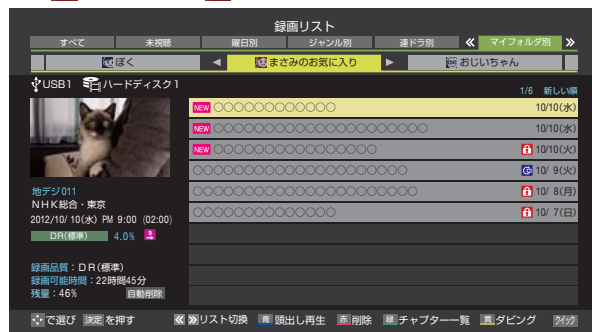 録画リスト
すべて 未視聴 曜日別 ジャンル別 連ドラ別 マイフォルダ別
ぼく ◀ まさみのお気に入り ▶ おじいちゃん
USB1 ハードディスク1
1/6 新しい順
NEW ○○○○○○○○○○○○ 10/10(水)
NEW ○○○○○○○○○○○○○○○○○○○○○ 10/10(水)
NEW ○○○○○○○○○○○○○○○○ 10/10(火)
○○○○○○○○○○○○○○○○○○○○○ 10/ 9(火)
○○○○○○○○○○○○○○○○○○○○○○ 10/ 8(月)
○○○○○○○○○○○○○○ 10/ 7(日)
地デジ011
NHK総合・東京
2012/10/10(水) PM 9:00 (02:00)
DR(標準) 4.0%
録画品質:DR(標準)
録画可能時間:22時間45分
残量:46% 自動削除
で選び 決定 を押す リスト切換 青 頭出し再生 赤 削除 緑 チャプター一覧 黄 ダビング クイック